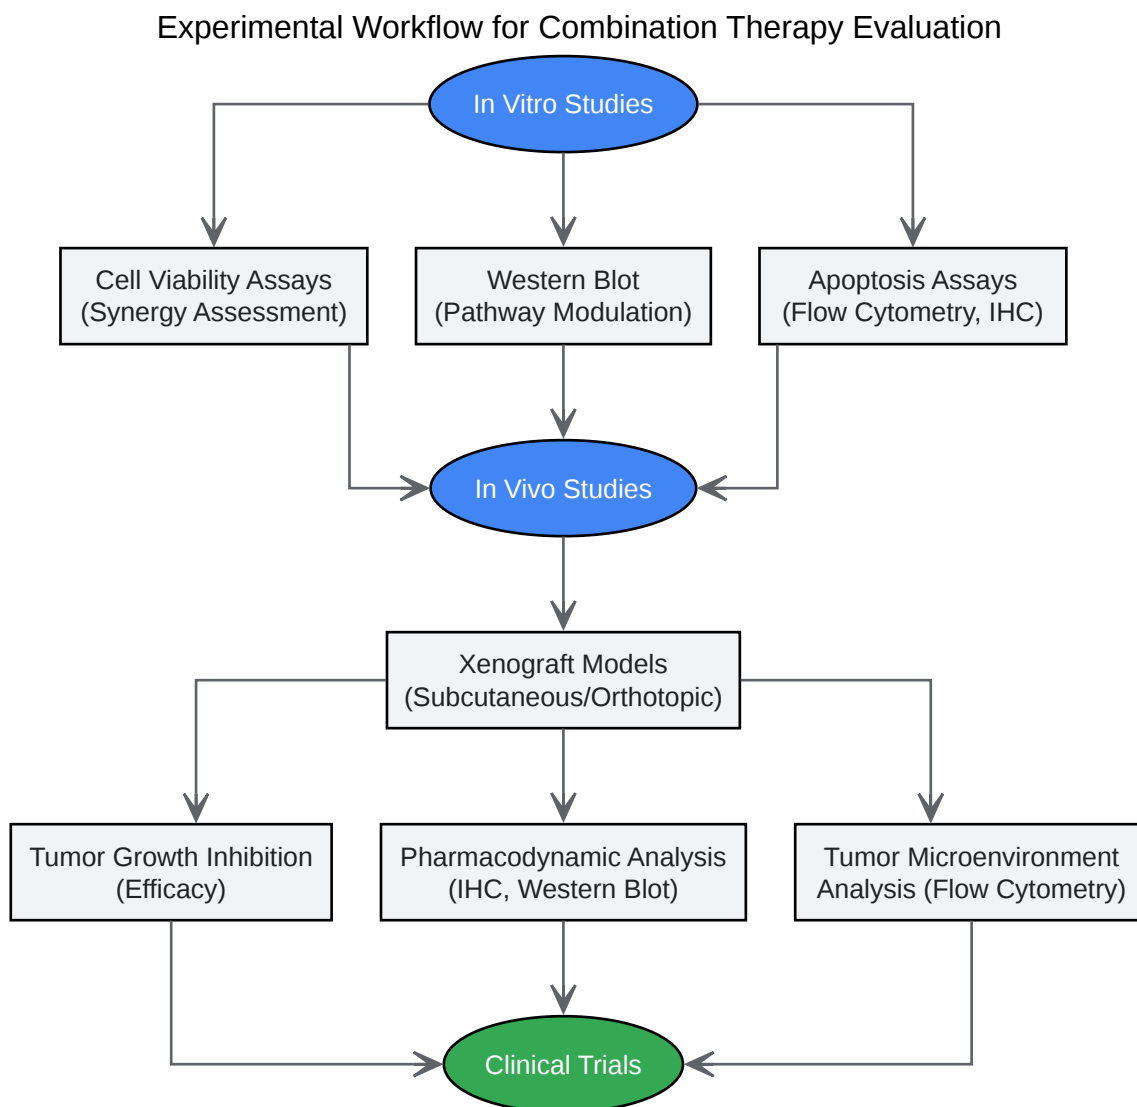 Experimental Workflow for Combination Therapy Evaluation
In Vitro Studies
Cell Viability Assays
(Synergy Assessment)
Western Blot
(Pathway Modulation)
Apoptosis Assays
(Flow Cytometry, IHC)
In Vivo Studies
Xenograft Models
(Subcutaneous/Orthotopic)
Tumor Growth Inhibition
(Efficacy)
Pharmacodynamic Analysis
(IHC, Western Blot)
Tumor Microenvironment
Analysis (Flow Cytometry)
Clinical Trials